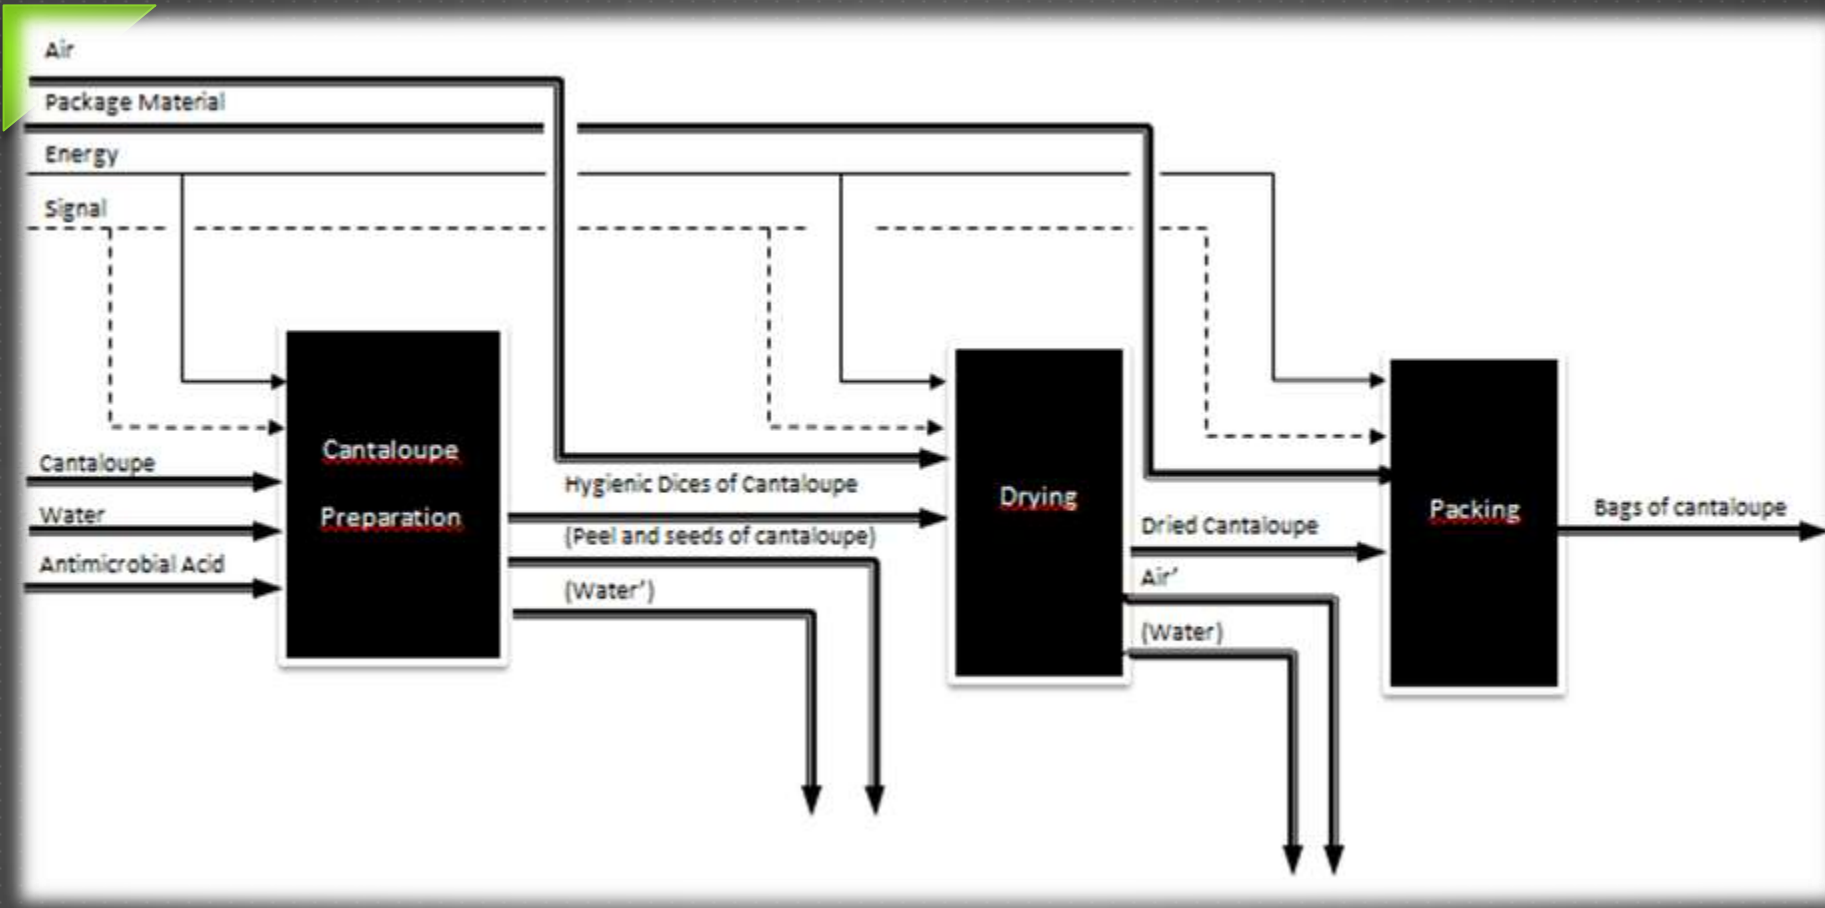 Air
Package Material
Energy
Signal
Cantaloupe
Water
Antimicrobial Acid
Cantaloupe
Preparation
Hygienic Dices of Cantaloupe
(Peel and seeds of cantaloupe)
(Water’)
Drying
Dried Cantaloupe
Air’
(Water)
Packing
Bags of cantaloupe